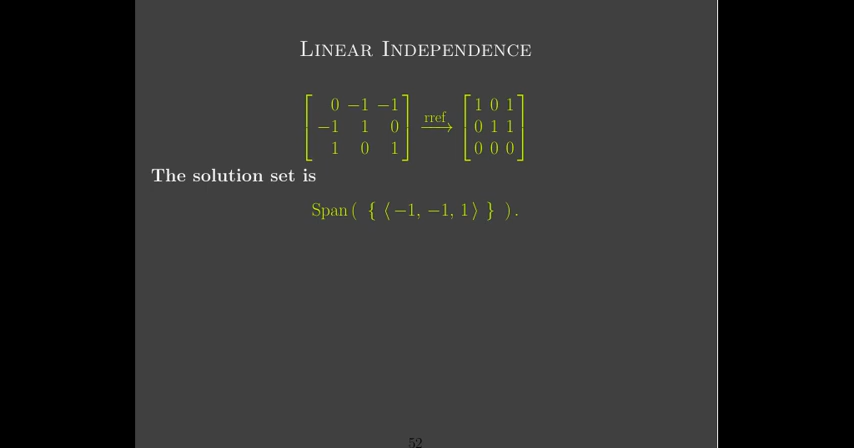 Linear Independence
[ 0 −1 −1
−1 1 0
1 0 1 ] rref⟶ [ 1 0 1
0 1 1
0 0 0 ]
The solution set is
Span ( { ⟨ −1, −1, 1 ⟩ } ) .
52